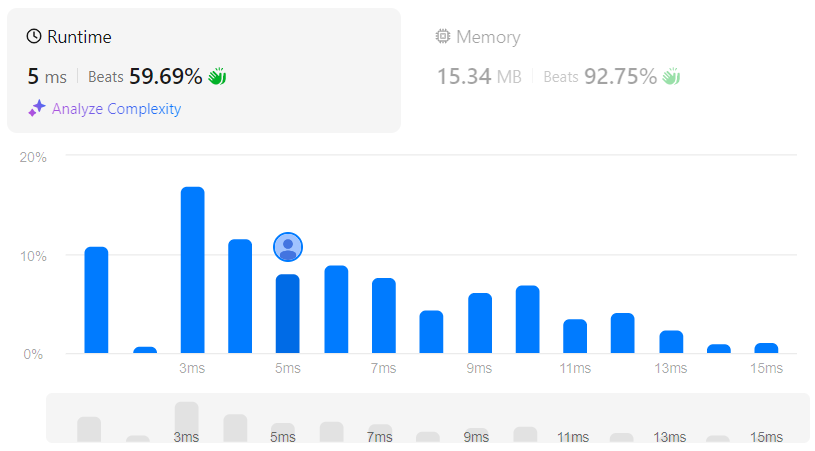 Runtime
5 ms Beats 59.69%
Analyze Complexity
Memory
15.34 MB Beats 92.75%
20%
10%
0%
3ms 5ms 7ms 9ms 11ms 13ms 15ms
3ms 5ms 7ms 9ms 11ms 13ms 15ms